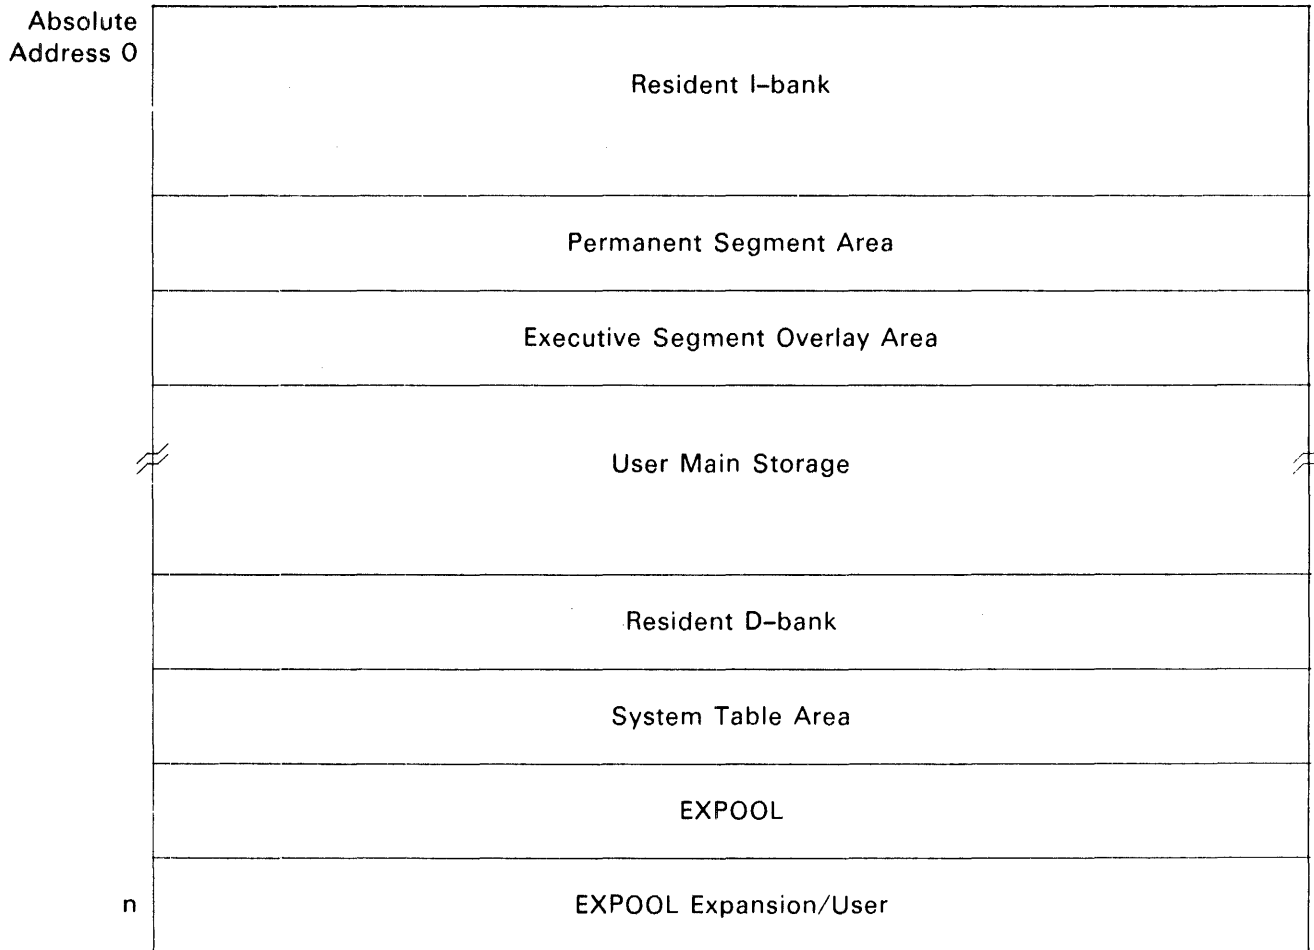 Absolute
Address 0
Resident I–bank
Permanent Segment Area
Executive Segment Overlay Area
User Main Storage
Resident D–bank
System Table Area
EXPOOL
n
EXPOOL Expansion/User